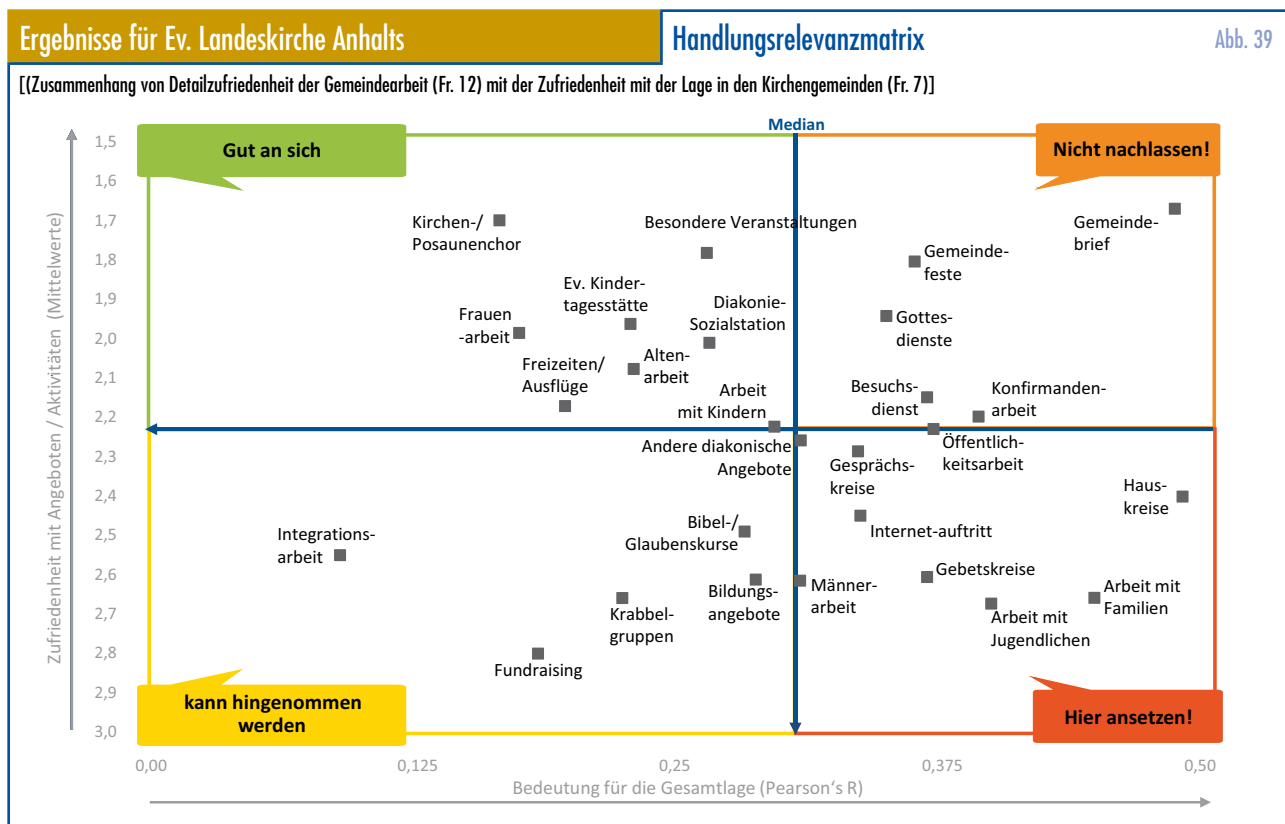 Ergebnisse für Ev. Landeskirche Anhalts
Handlungsrelevanzmatrix
Abb. 39
[(Zusammenhang von Detailzufriedenheit der Gemeindearbeit (Fr. 12) mit der Zufriedenheit mit der Lage in den Kirchengemeinden (Fr. 7)]
Median
Gut an sich
Nicht nachlassen!
Zufriedenheit mit Angeboten / Aktivitäten (Mittelwerte)
1,5
1,6
1,7
1,8
1,9
2,0
2,1
2,2
2,3
2,4
2,5
2,6
2,7
2,8
2,9
3,0
Kirchen-/
Posaunenchor
Besondere Veranstaltungen
Gemeinde-
brief
Gemeinde-
feste
Ev. Kinder-
tagesstätte
Diakonie-
Sozialstation
Frauen
-arbeit
Gottes-
dienste
Freizeiten/
Ausflüge
Alten-
arbeit
Arbeit
mit Kindern
Besuchs-
dienst
Konfirmanden-
arbeit
Andere diakonische
Angebote
Gesprächs-
kreise
Öffentlich-
keitsarbeit
Haus-
kreise
Integrations-
arbeit
Bibel-/
Glaubenskurse
Internet-auftritt
Krabbel-
gruppen
Bildungs-
angebote
Männer-
arbeit
Gebetskreise
Arbeit mit
Jugendlichen
Arbeit mit
Familien
Fundraising
kann hingenommen
werden
Hier ansetzen!
0,00
0,125
0,25
0,375
0,50
Bedeutung für die Gesamtlage (Pearson‘s R)